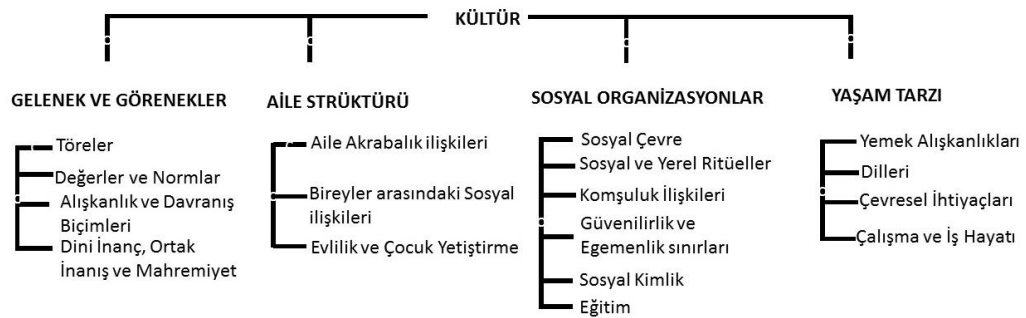 KÜLTÜR
GELENEK VE GÖRENEKLER
Töreler
Değerler ve Normlar
Alışkanlık ve Davranış
Biçimleri
Dini İnanç, Ortak
İnanış ve Mahremiyet
AİLE STRÜKTÜRÜ
Aile Akrabalık ilişkileri
Bireyler arasındaki Sosyal
ilişkileri
Evlilik ve Çocuk Yetiştirme
SOSYAL ORGANİZASYONLAR
Sosyal Çevre
Sosyal ve Yerel Ritüeller
Komşuluk İlişkileri
Güvenilirlik ve
Egemenlik sınırları
Sosyal Kimlik
Eğitim
YAŞAM TARZI
Yemek Alışkanlıkları
Dilleri
Çevresel İhtiyaçları
Çalışma ve İş Hayatı